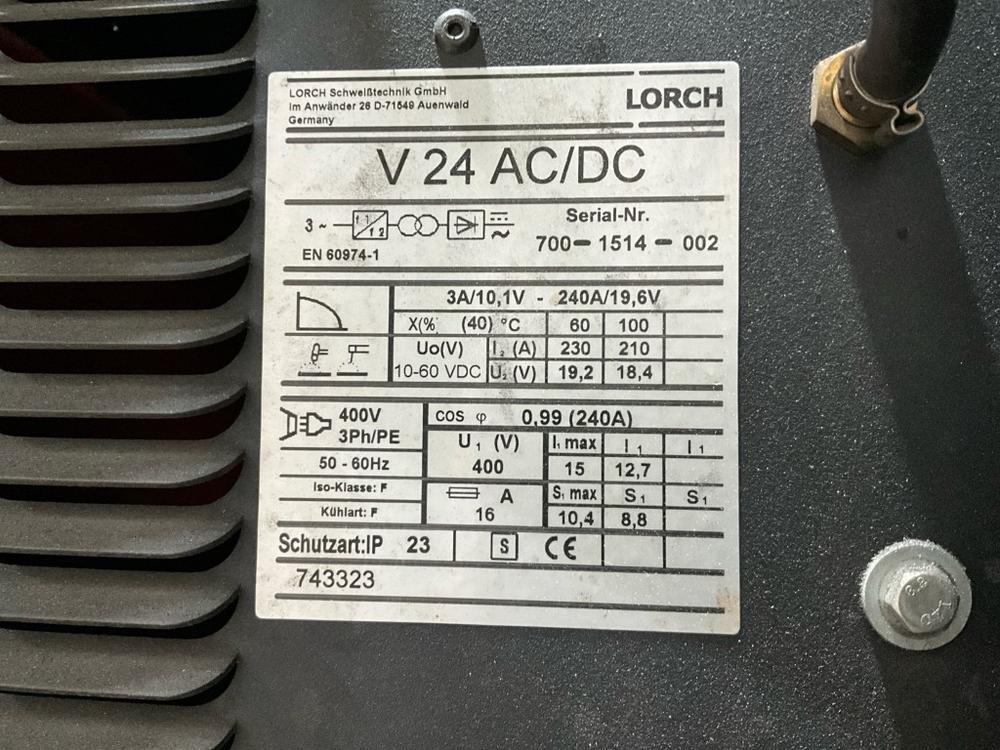 LORCH Schweißtechnik GmbH
Im Anwänder 26 D-71549 Auenwald
Germany
LORCH
V 24 AC/DC
3 ~ f1 f2
EN 60974-1
Serial-Nr.
700-1514-002
3A/10,1V - 240A/19,6V
X(% (40) °C 60 100
Uo(V) I2 (A) 230 210
10-60 VDC U2 (V) 19,2 18,4
400V
3Ph/PE
50 - 60Hz
Iso-Klasse: F
Kühlart: F
cos φ 0,99 (240A)
U1 (V) I1 max I1 I1
400 15 12,7
A S1 max S1 S1
16 10,4 8,8
Schutzart:IP 23 S CE
743323